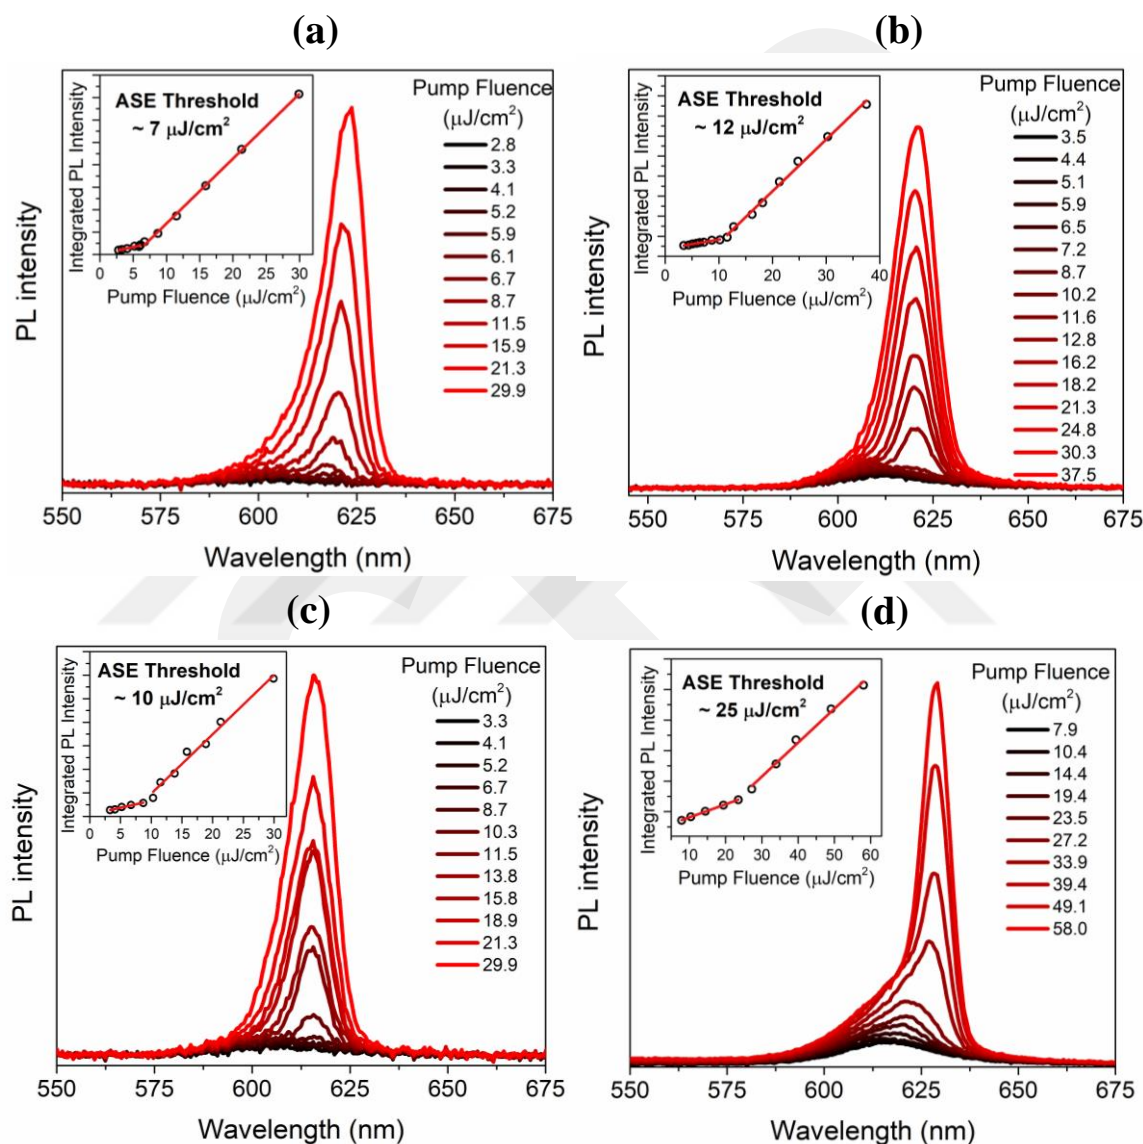 (a)
ASE Threshold
~ 7 μJ/cm²
Integrated PL Intensity
0 5 10 15 20 25 30
Pump Fluence (μJ/cm²)
Pump Fluence
(μJ/cm²)
2.8
3.3
4.1
5.2
5.9
6.1
6.7
8.7
11.5
15.9
21.3
29.9
PL intensity
550 575 600 625 650 675
Wavelength (nm)
(b)
ASE Threshold
~ 12 μJ/cm²
Integrated PL Intensity
0 10 20 30 40
Pump Fluence (μJ/cm²)
Pump Fluence
(μJ/cm²)
3.5
4.4
5.1
5.9
6.5
7.2
8.7
10.2
11.6
12.8
16.2
18.2
21.3
24.8
30.3
37.5
PL intensity
550 575 600 625 650 675
Wavelength (nm)
(c)
ASE Threshold
~ 10 μJ/cm²
Integrated PL Intensity
0 5 10 15 20 25 30
Pump Fluence (μJ/cm²)
Pump Fluence
(μJ/cm²)
3.3
4.1
5.2
6.7
8.7
10.3
11.5
13.8
15.8
18.9
21.3
29.9
PL intensity
550 575 600 625 650 675
Wavelength (nm)
(d)
ASE Threshold
~ 25 μJ/cm²
Integrated PL Intensity
10 20 30 40 50 60
Pump Fluence (μJ/cm²)
Pump Fluence
(μJ/cm²)
7.9
10.4
14.4
19.4
23.5
27.2
33.9
39.4
49.1
58.0
PL intensity
550 575 600 625 650 675
Wavelength (nm)